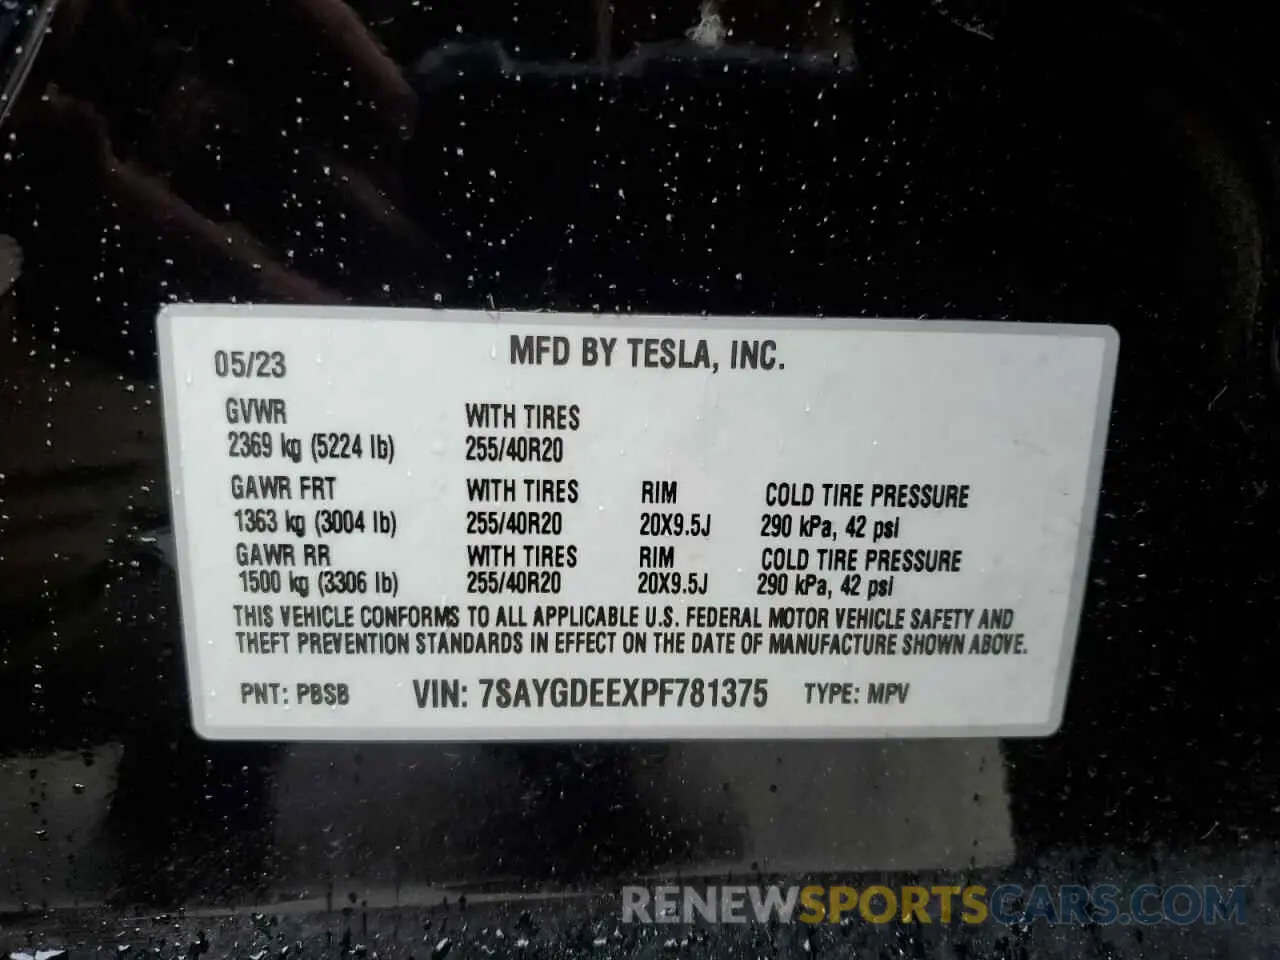 MFD BY TESLA, INC.
05/23
GVWR WITH TIRES
2369 kg (5224 lb) 255/40R20
GAWR FRT WITH TIRES RIM COLD TIRE PRESSURE
1363 kg (3004 lb) 255/40R20 20X9.5J 290 kPa, 42 psi
GAWR RR WITH TIRES RIM COLD TIRE PRESSURE
1500 kg (3306 lb) 255/40R20 20X9.5J 290 kPa, 42 psi
THIS VEHICLE CONFORMS TO ALL APPLICABLE U.S. FEDERAL MOTOR VEHICLE SAFETY AND
THEFT PREVENTION STANDARDS IN EFFECT ON THE DATE OF MANUFACTURE SHOWN ABOVE.
PNT: PBSB VIN: 7SAYGDEEXPF781375 TYPE: MPV
RENEWSPORTSCARS.COM